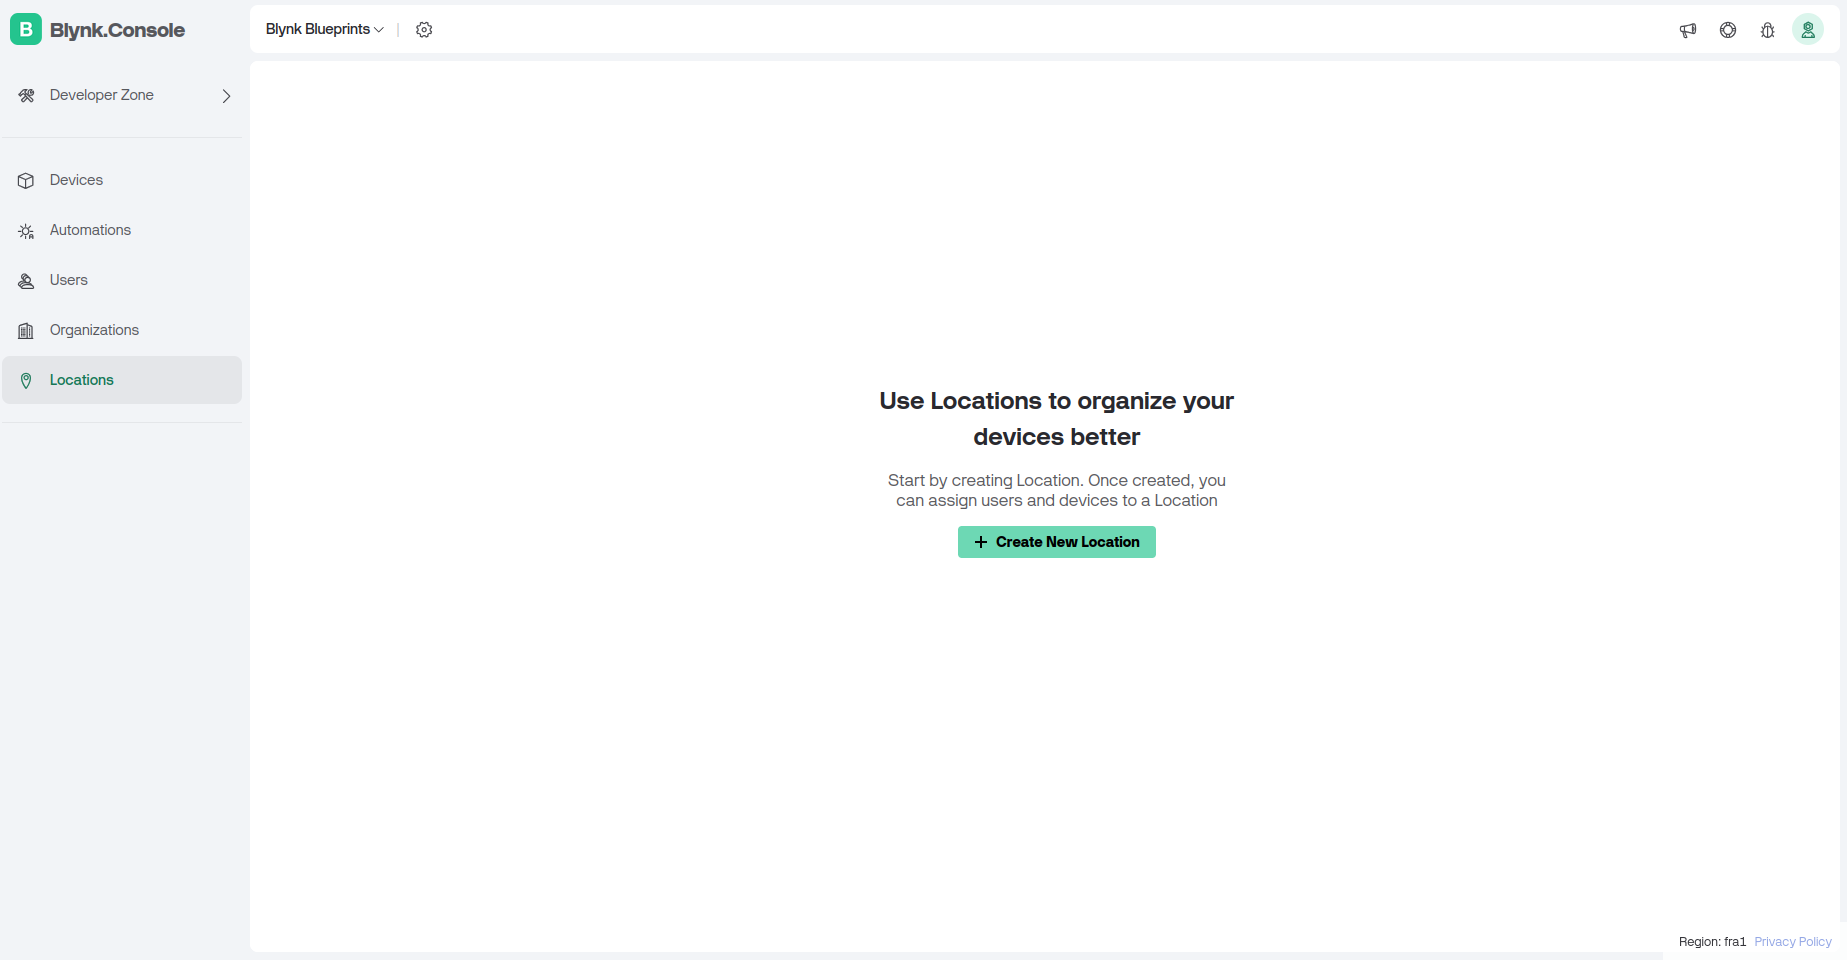 B Blynk.Console
Blynk Blueprints
Developer Zone
Devices
Automations
Users
Organizations
Locations
Use Locations to organize your
devices better
Start by creating Location. Once created, you
can assign users and devices to a Location
+ Create New Location
Region: fra1 Privacy Policy